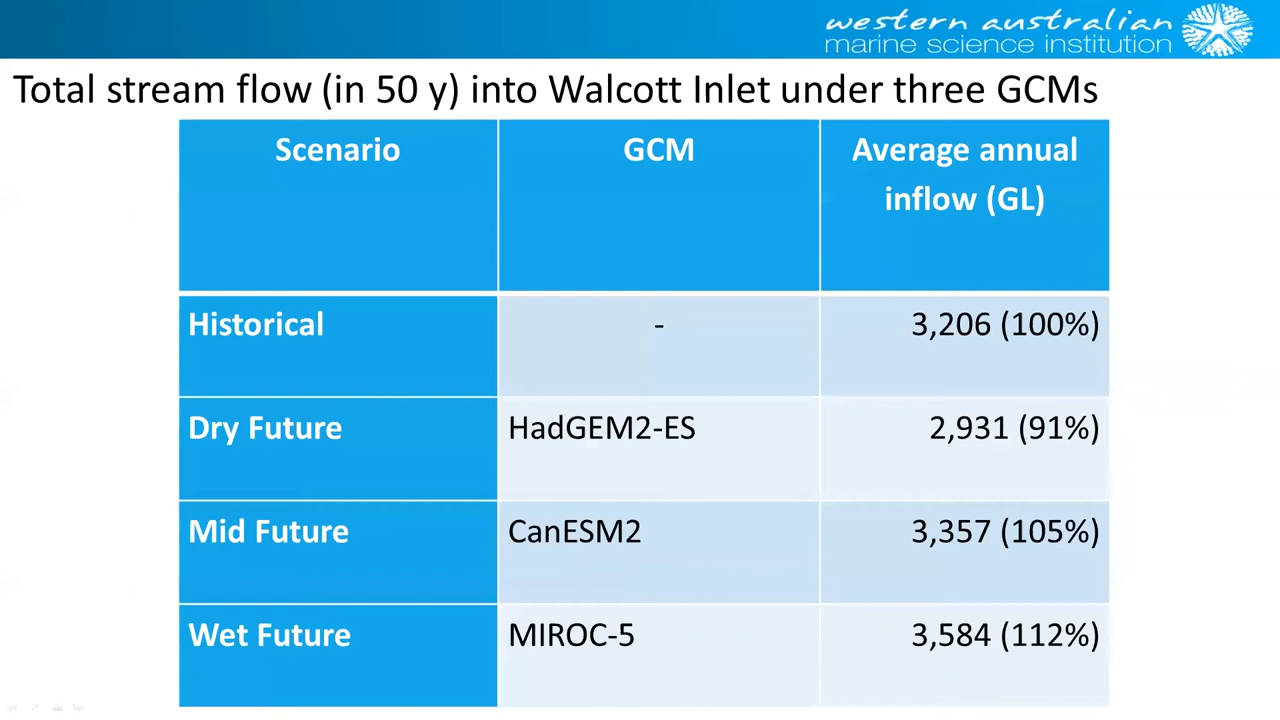 western australian
marine science institution
Total stream flow (in 50 y) into Walcott Inlet under three GCMs
Scenario GCM Average annual
inflow (GL)
Historical - 3,206 (100%)
Dry Future HadGEM2-ES 2,931 (91%)
Mid Future CanESM2 3,357 (105%)
Wet Future MIROC-5 3,584 (112%)